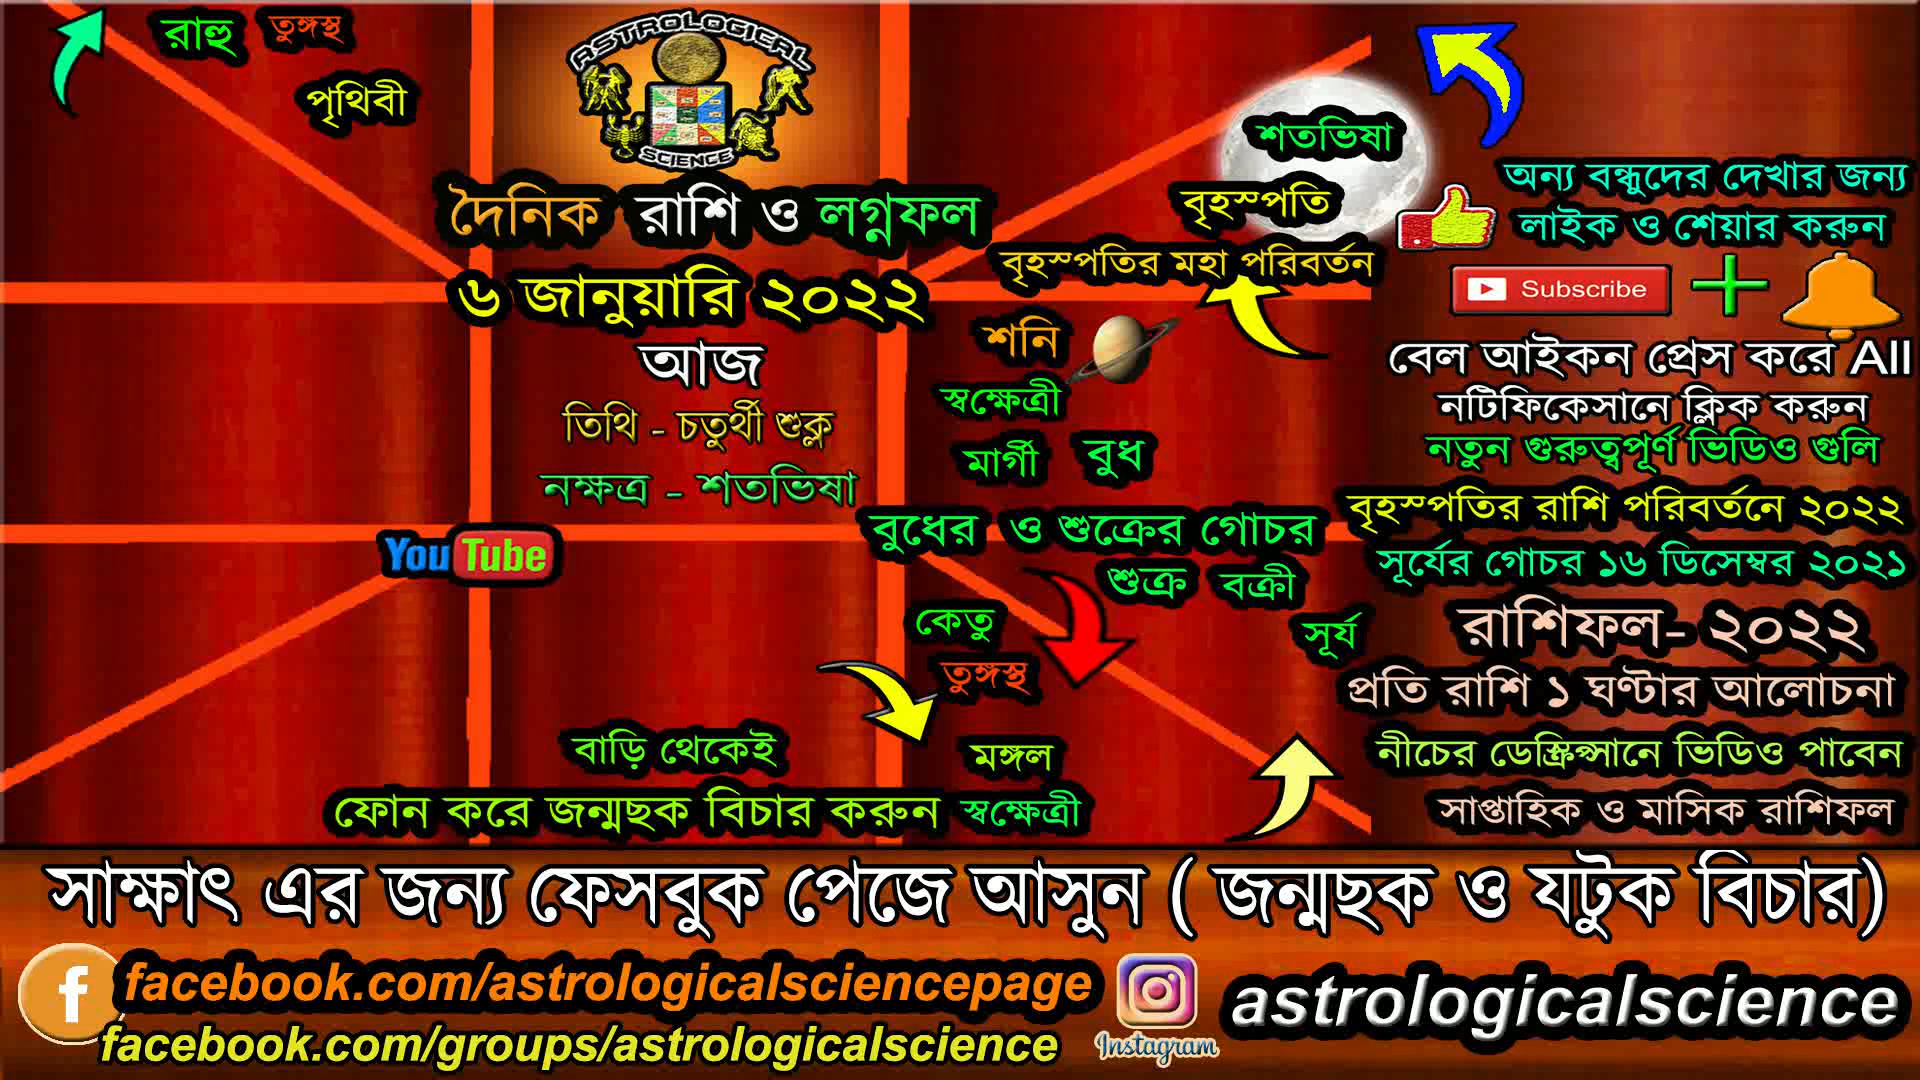 রাহু তুঙ্গস্থ
পৃথিবী
ASTROLOGICAL
SCIENCE
দৈনিক রাশি ও লগ্নফল
৬ জানুয়ারি ২০২২
আজ
তিথি - চতুর্থী শুক্ল
নক্ষত্র - শতভিষা
YouTube
শতভিষা
বৃহস্পতি
বৃহস্পতির মহা পরিবর্তন
শনি
স্বক্ষেত্রী
মার্গী বুধ
বুধের ও শুক্রের গোচর
শুক্র বক্রী
কেতু
তুঙ্গস্থ
সূর্য
মঙ্গল
স্বক্ষেত্রী
বাড়ি থেকেই
ফোন করে জন্মছক বিচার করুন
অন্য বন্ধুদের দেখার জন্য
লাইক ও শেয়ার করুন
Subscribe
বেল আইকন প্রেস করে All
নটিফিকেসানে ক্লিক করুন
নতুন গুরুত্বপূর্ণ ভিডিও গুলি
বৃহস্পতির রাশি পরিবর্তনে ২০২২
সূর্যের গোচর ১৬ ডিসেম্বর ২০২১
রাশিফল- ২০২২
প্রতি রাশি ১ ঘণ্টার আলোচনা
নীচের ডেস্ক্রিপ্সানে ভিডিও পাবেন
সাপ্তাহিক ও মাসিক রাশিফল
সাক্ষাৎ এর জন্য ফেসবুক পেজে আসুন ( জন্মছক ও যটুক বিচার)
facebook.com/astrologicalsciencepage
facebook.com/groups/astrologicalscience
Instagram
astrologicalscience